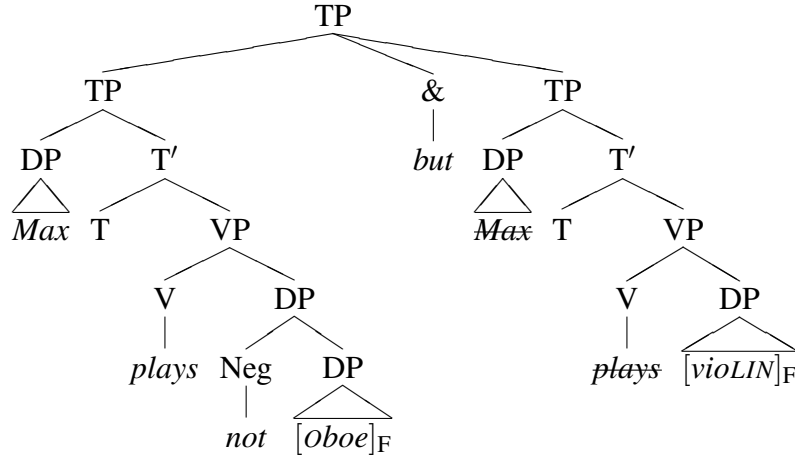 TP
TP & TP
DP T′ but DP T′
Max T VP Max T VP
V DP V DP
plays Neg DP plays [vioLIN]F
not [Oboe]F